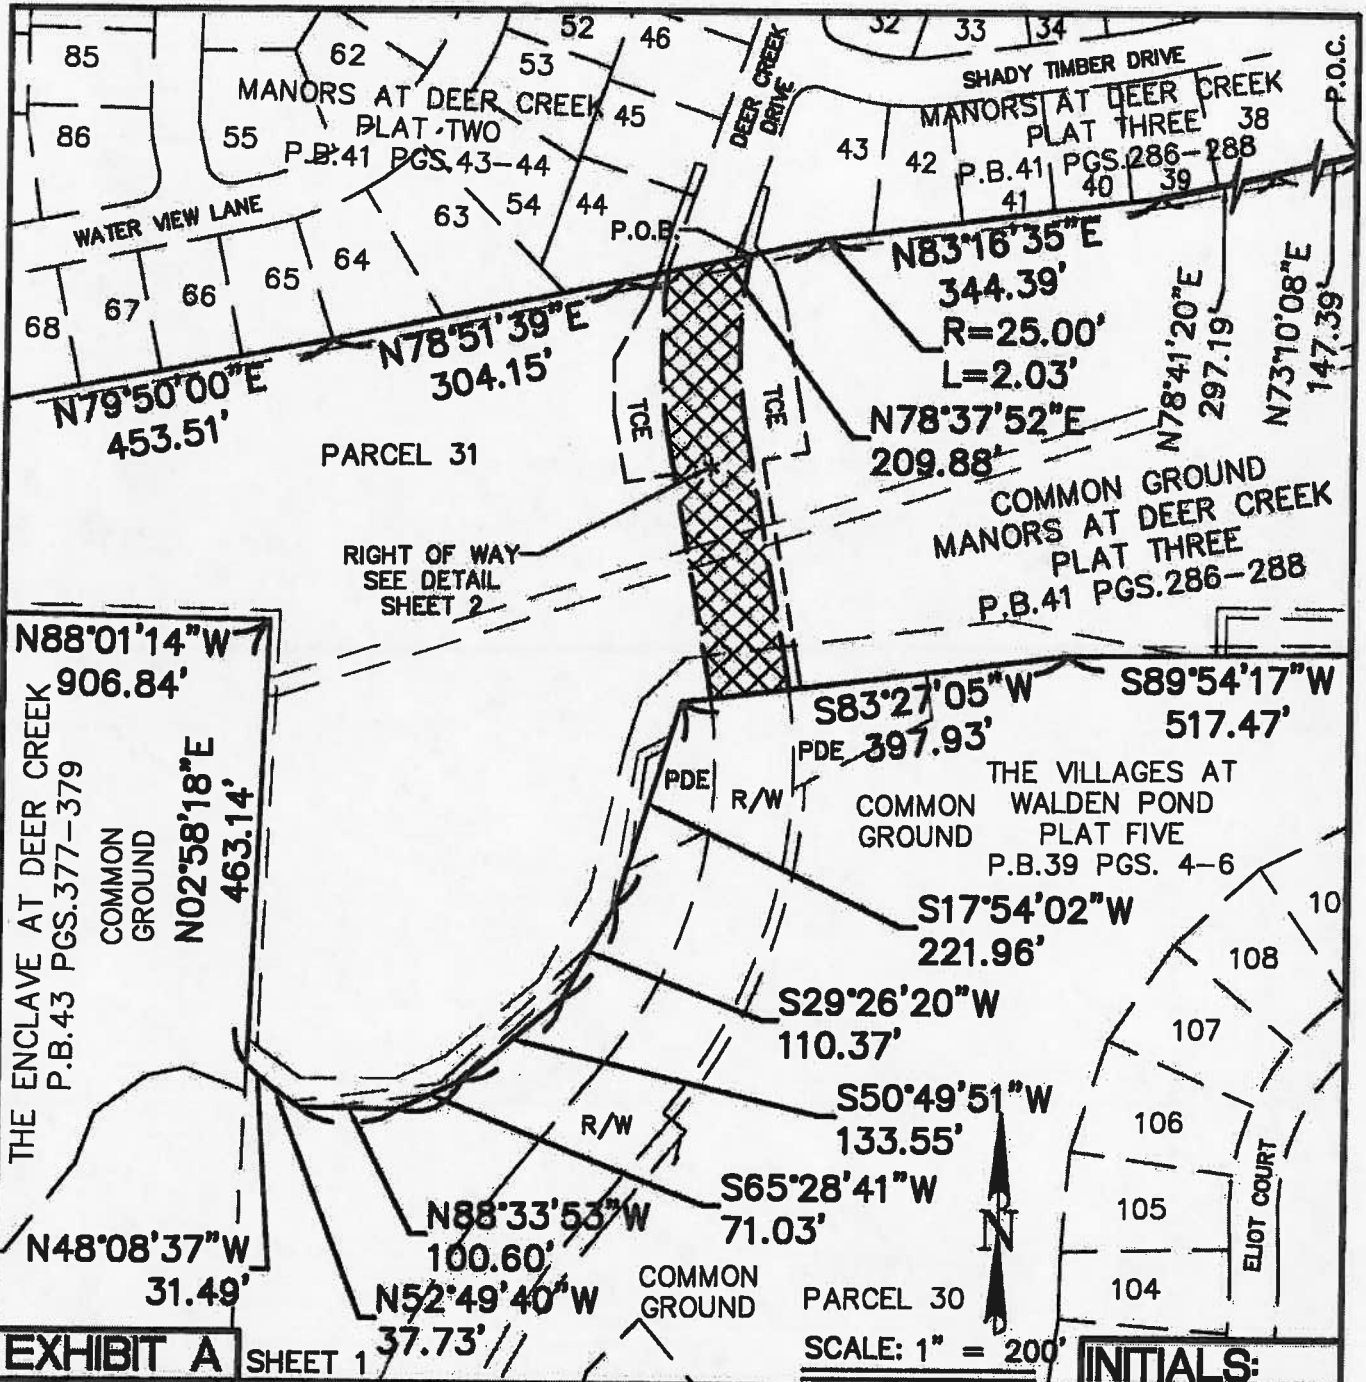 52
46
32
33
34
85
62
53
DEER CREEK
DRIVE
SHADY TIMBER DRIVE
P.O.C.
MANORS AT DEER CREEK
PLAT TWO
P.B.41 PGS.43-44
45
MANORS AT DEER CREEK
PLAT THREE
P.B.41 PGS.286-288
38
86
55
43
42
41
40
39
WATER VIEW LANE
63
54
44
P.O.B.
64
65
66
67
68
N83°16'35"E
344.39'
R=25.00'
L=2.03'
N78°37'52"E
209.88'
N78°41'20"E
297.19'
N73°10'08"E
147.39'
N78°51'39"E
304.15'
N79°50'00"E
453.51'
TCE
TCE
PARCEL 31
COMMON GROUND
MANORS AT DEER CREEK
PLAT THREE
P.B.41 PGS.286-288
RIGHT OF WAY
SEE DETAIL
SHEET 2
N88°01'14"W
906.84'
THE ENCLAVE AT DEER CREEK
P.B.43 PGS.377-379
COMMON
GROUND
N02°58'18"E
463.14'
S83°27'05"W
397.93'
S89°54'17"W
517.47'
PDE
PDE
R/W
COMMON
GROUND
THE VILLAGES AT
WALDEN POND
PLAT FIVE
P.B.39 PGS. 4-6
S17°54'02"W
221.96'
10
108
S29°26'20"W
110.37'
107
S50°49'51"W
133.55'
106
R/W
S65°28'41"W
71.03'
105
ELIOT COURT
N
N88°33'53"W
100.60'
N48°08'37"W
31.49'
N52°49'40"W
37.73'
COMMON
GROUND
PARCEL 30
104
SCALE: 1" = 200'
EXHIBIT A
SHEET 1
INITIALS: